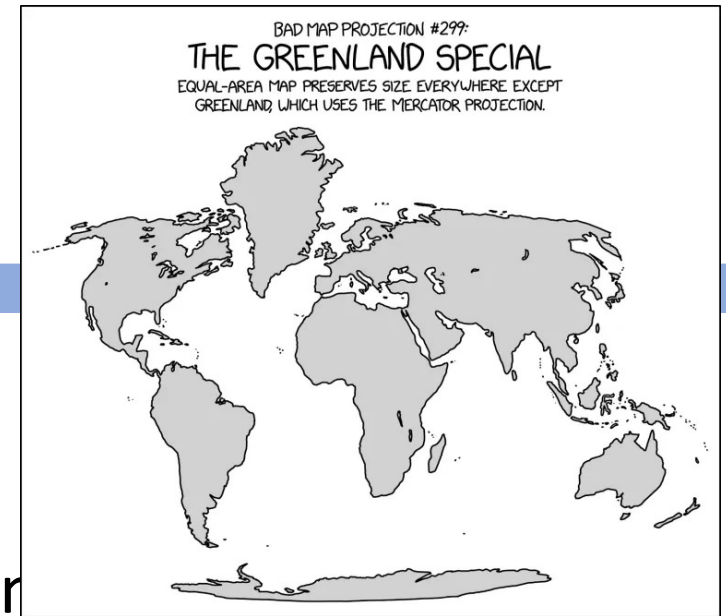 BAD MAP PROJECTION #299:
THE GREENLAND SPECIAL
EQUAL-AREA MAP PRESERVES SIZE EVERYWHERE EXCEPT
GREENLAND, WHICH USES THE MERCATOR PROJECTION.